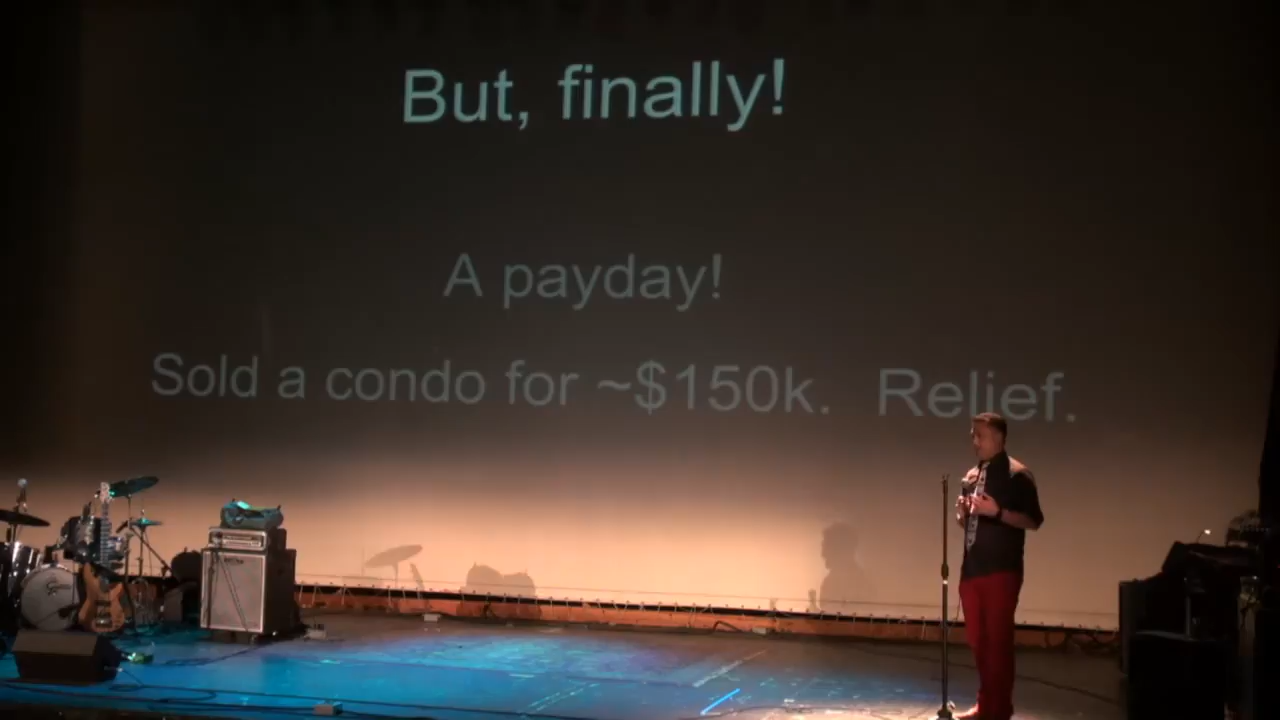 But, finally!
A payday!
Sold a condo for ~$150k. Relief.